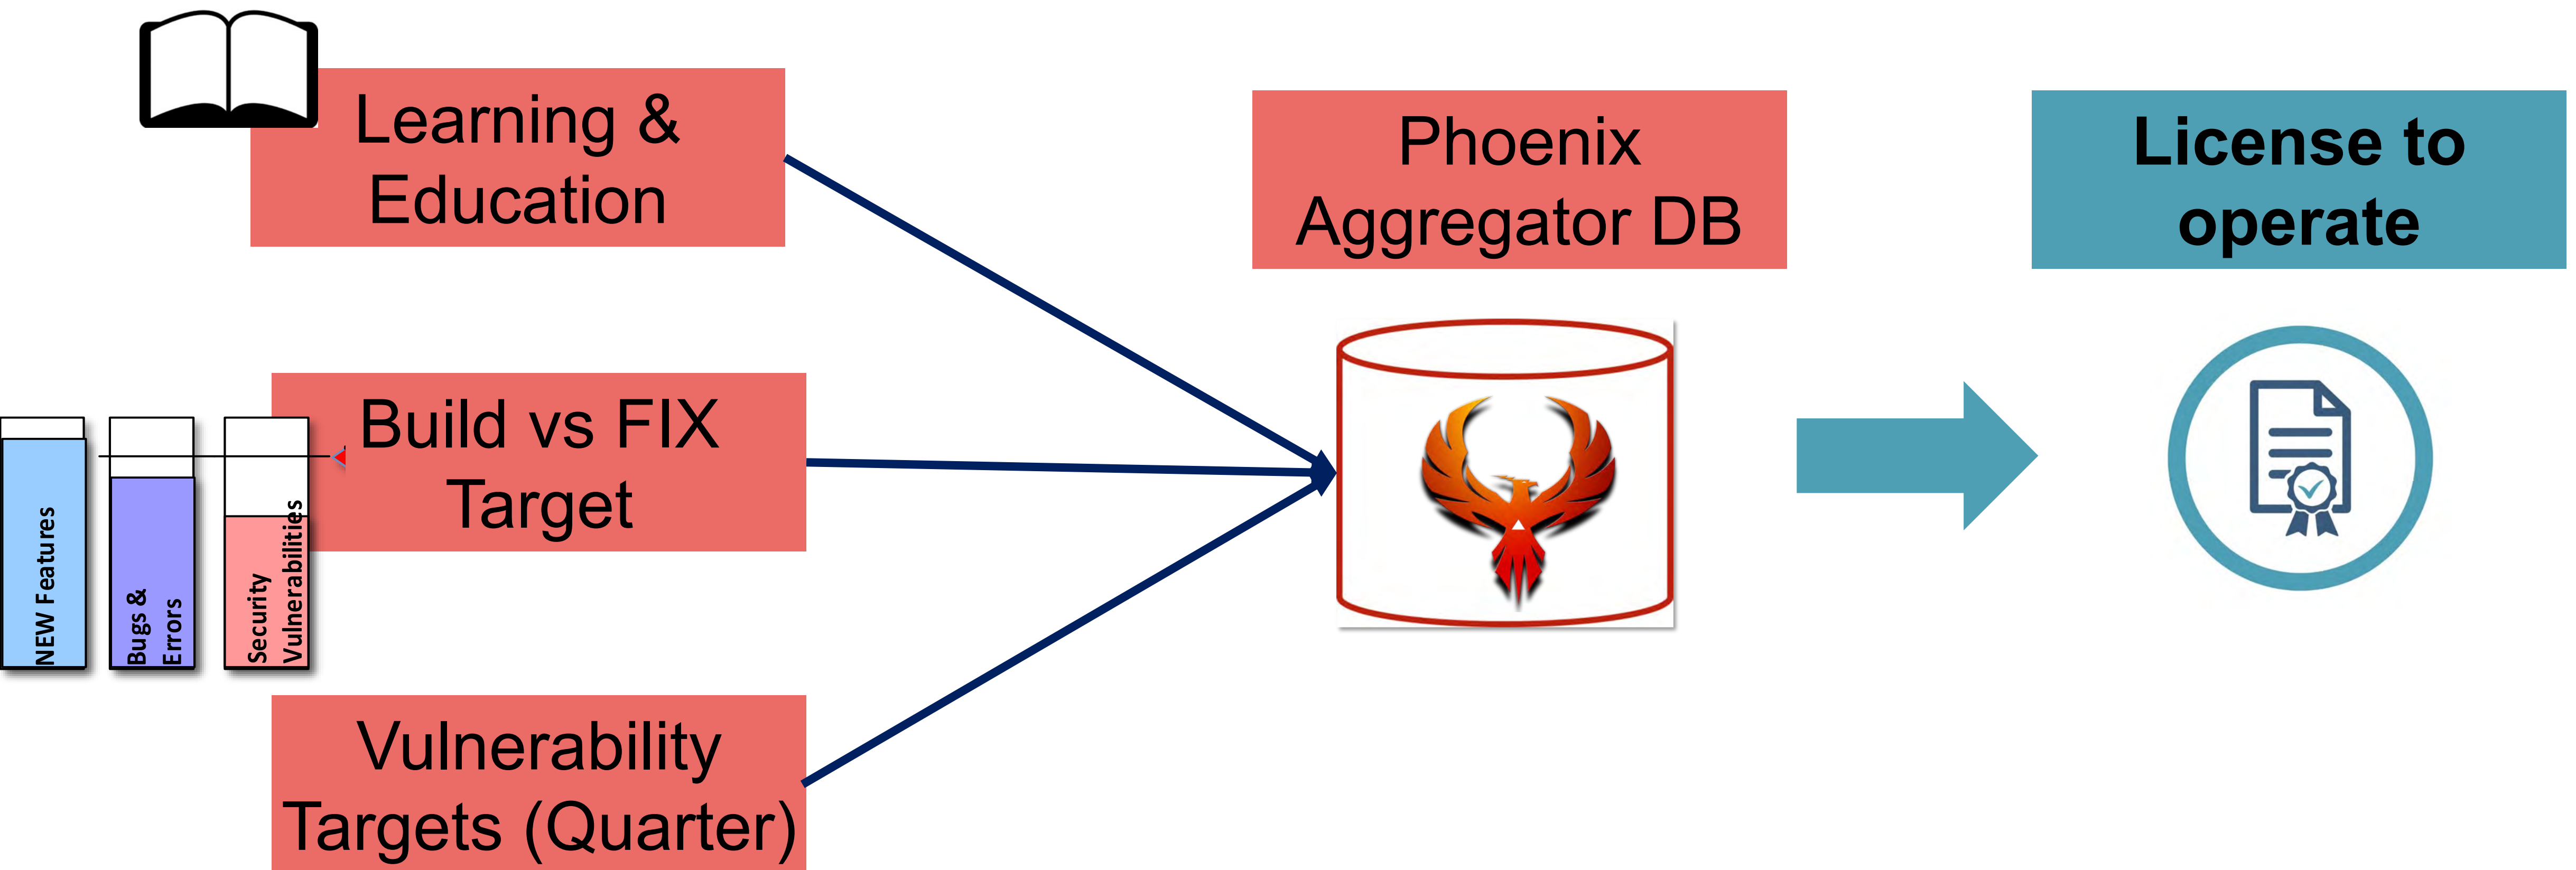 Learning &
Education
Phoenix
Aggregator DB
License to
operate
Build vs FIX
Target
NEW Features
Bugs &
Errors
Security
Vulnerabilities
Vulnerability
Targets (Quarter)